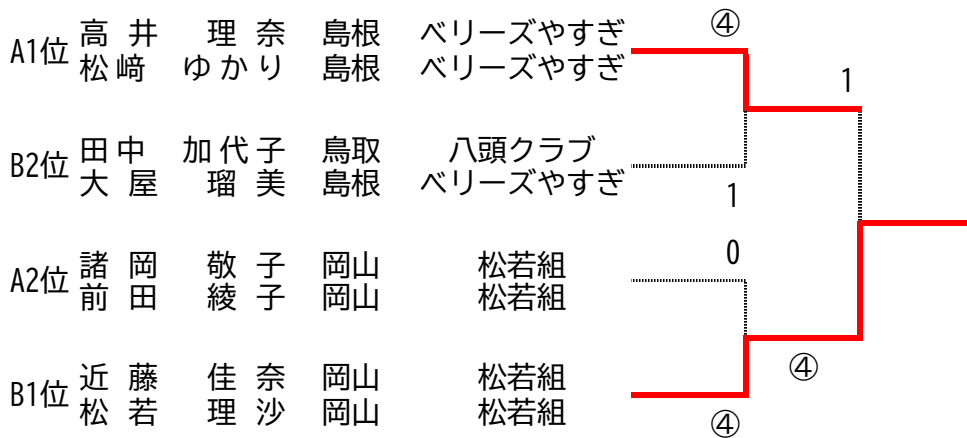 ④
A1位 高井 理奈 島根 ベリーズやすぎ
松﨑 ゆかり 島根 ベリーズやすぎ
1
B2位 田中 加代子 鳥取 八頭クラブ
大屋 瑠美 島根 ベリーズやすぎ
1
0
A2位 諸岡 敬子 岡山 松若組
前田 綾子 岡山 松若組
④
B1位 近藤 佳奈 岡山 松若組
松若 理沙 岡山 松若組
④